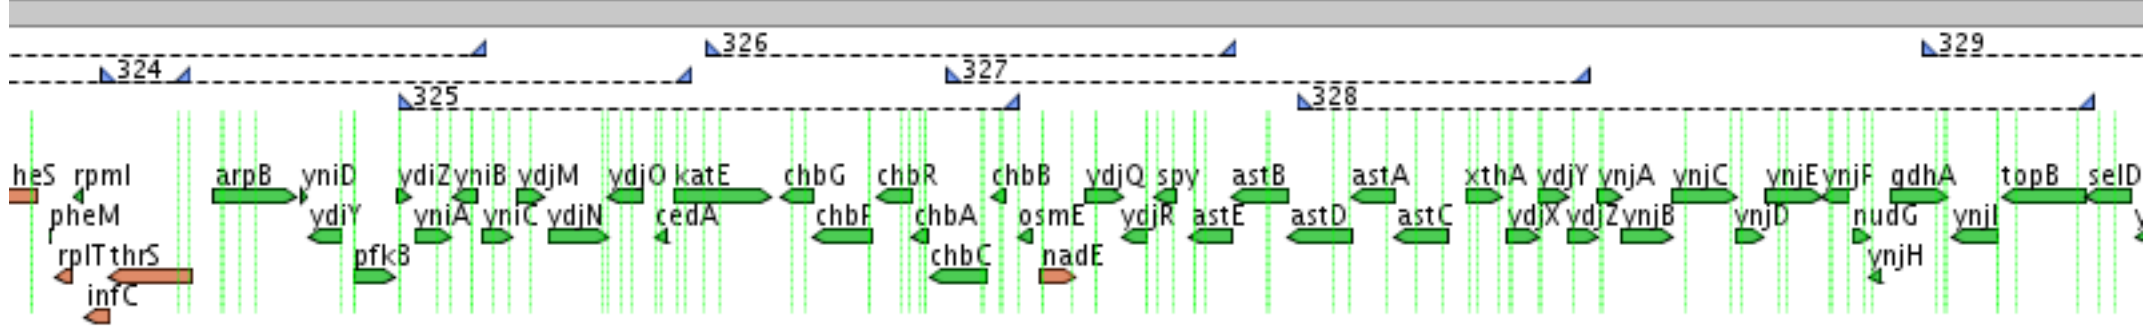 326 329
324 327
325 328
heS rpmI arpB yniD ydiZ yniB ydjM ydjO katE chbG chbR chbB ydjQ spy astB astA xthA ydjY ynjA ynjC ynjE ynjF gdhA topB selD
pheM ydiY yniA yniC ydjN cedA chbF chbA osmE ydjR astE astD astC ydjX ydjZ ynjB ynjD nudG ynjI
rplT thrS pfkB chbC nadE ynjH
infC